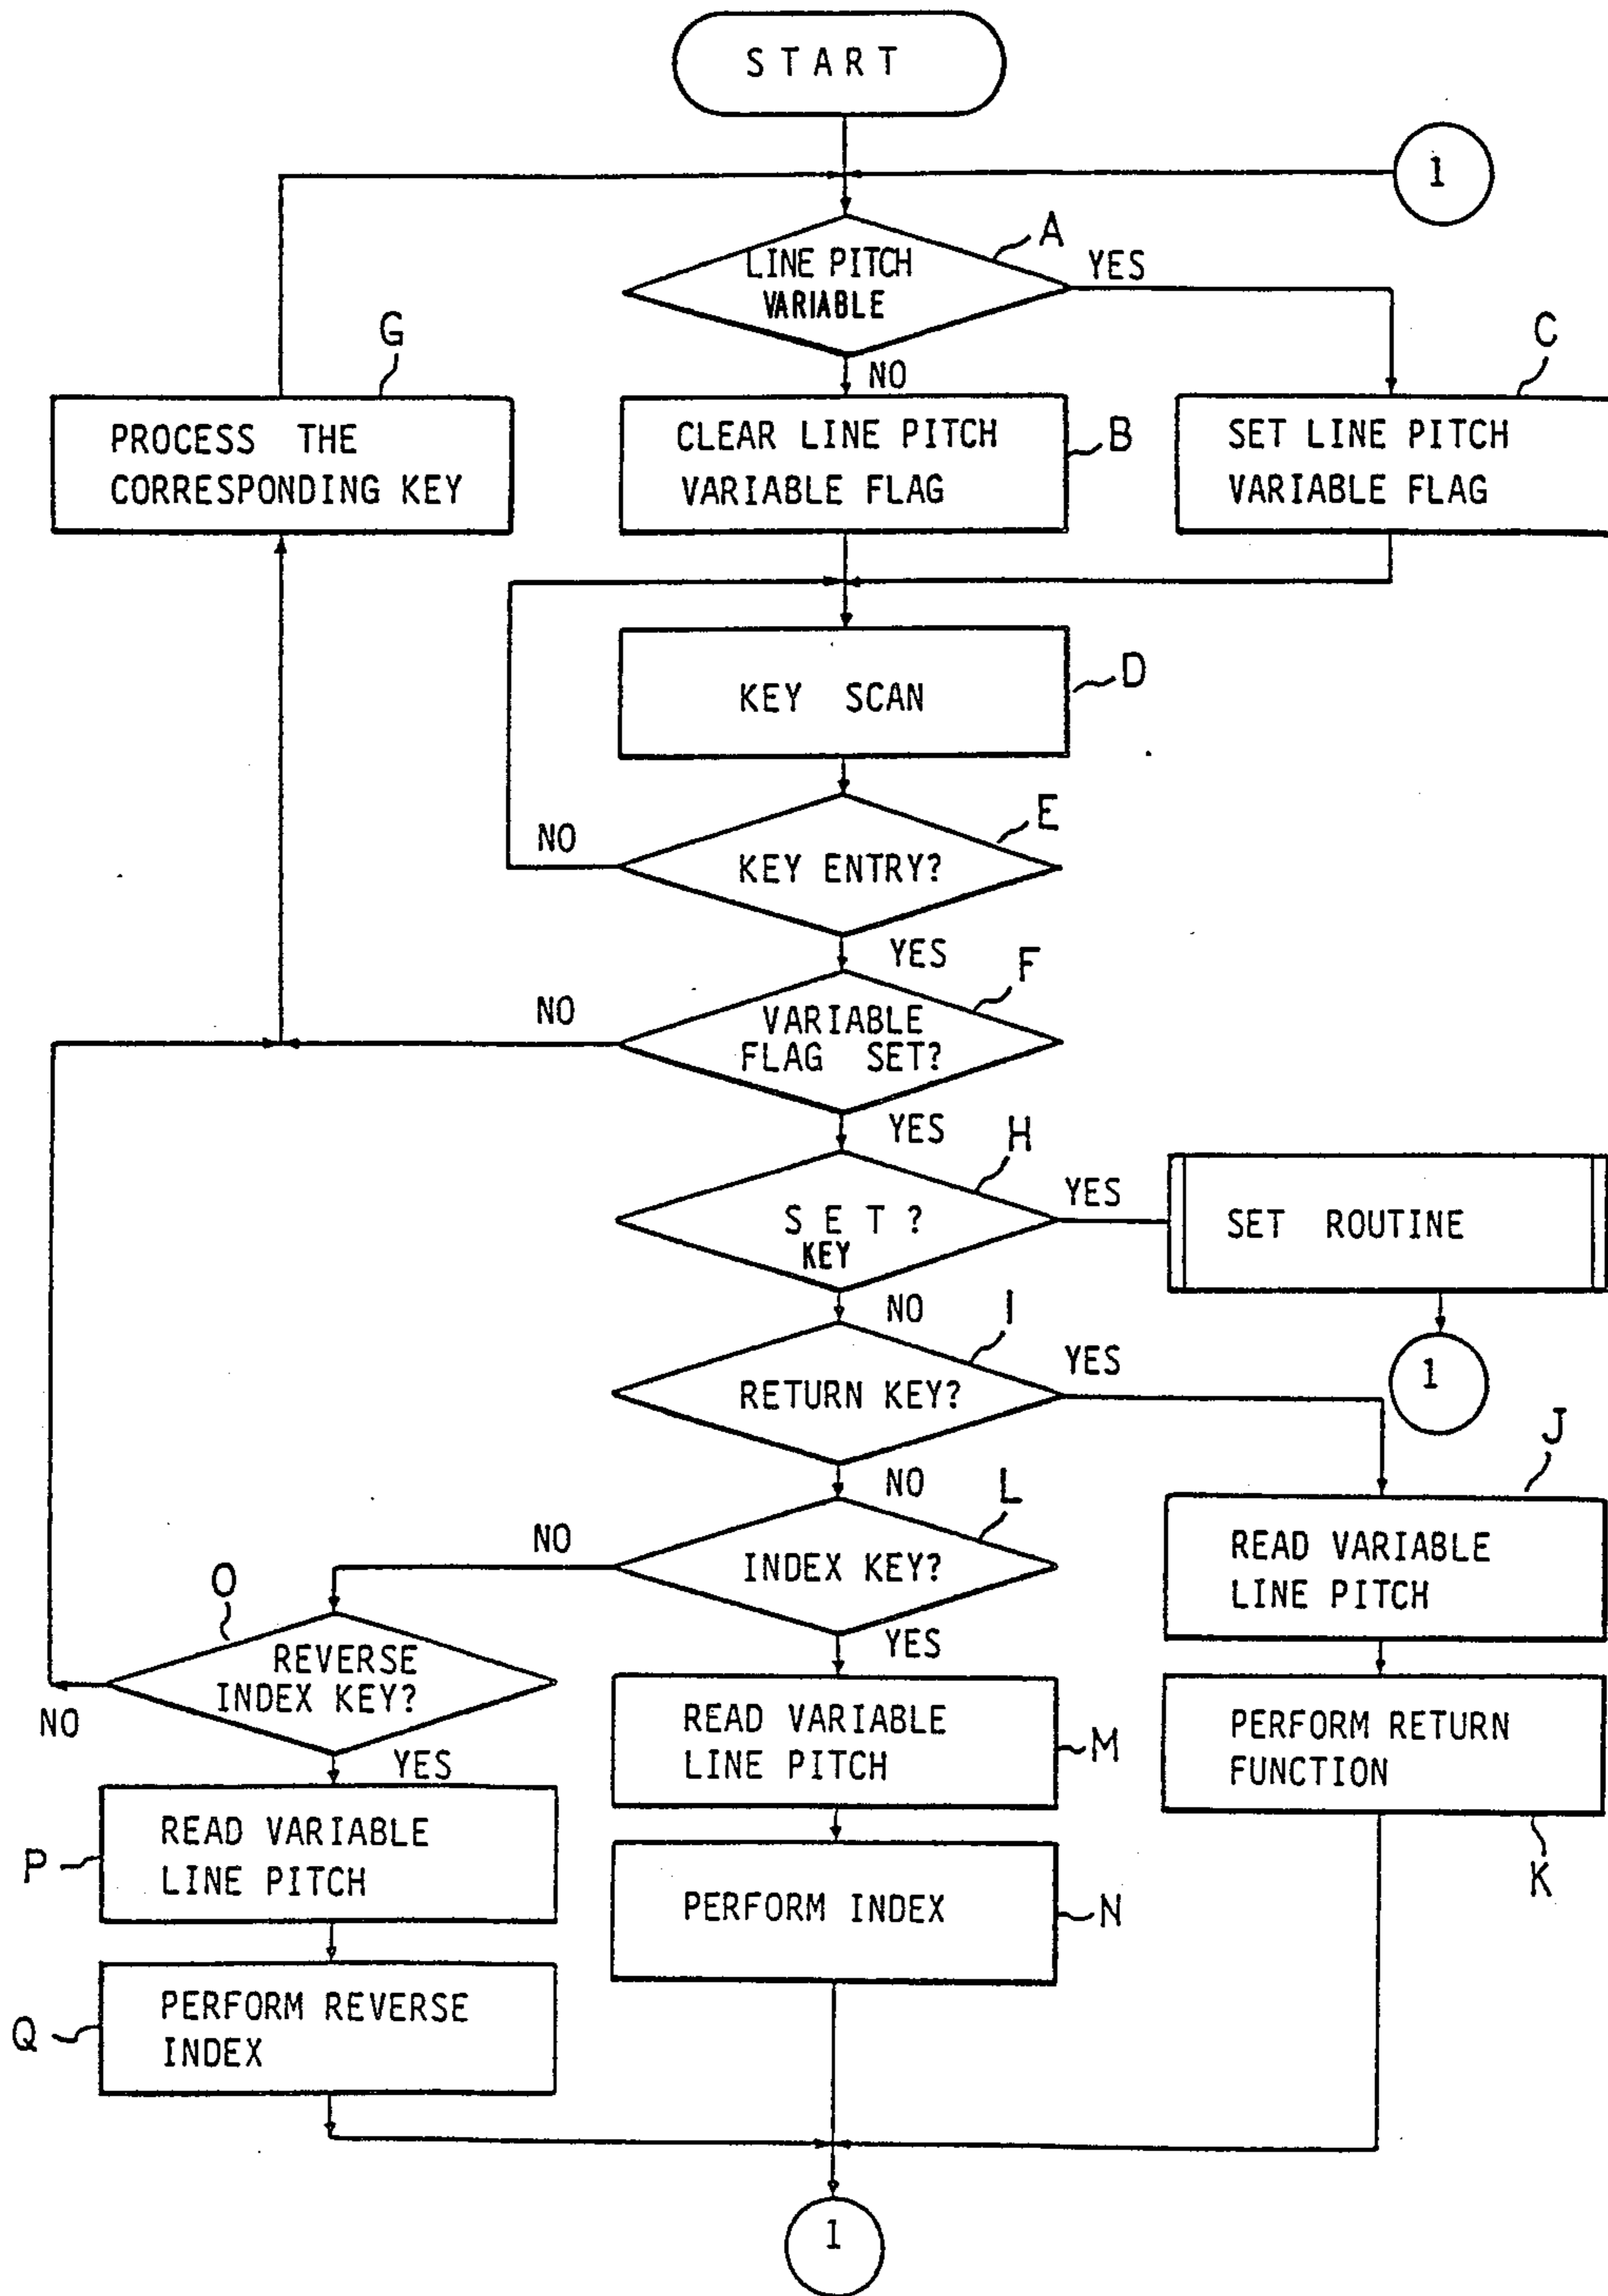 START
1
A
LINE PITCH
VARIABLE
YES
NO
G
C
PROCESS THE
CORRESPONDING KEY
CLEAR LINE PITCH
VARIABLE FLAG
B
SET LINE PITCH
VARIABLE FLAG
KEY SCAN
D
E
NO
KEY ENTRY?
YES
F
NO
VARIABLE
FLAG SET?
YES
H
YES
SET?
KEY
SET ROUTINE
NO
I
YES
RETURN KEY?
1
NO
L
J
NO
INDEX KEY?
READ VARIABLE
LINE PITCH
O
YES
REVERSE
INDEX KEY?
NO
YES
READ VARIABLE
LINE PITCH
M
PERFORM RETURN
FUNCTION
K
P
READ VARIABLE
LINE PITCH
PERFORM INDEX
N
Q
PERFORM REVERSE
INDEX
1